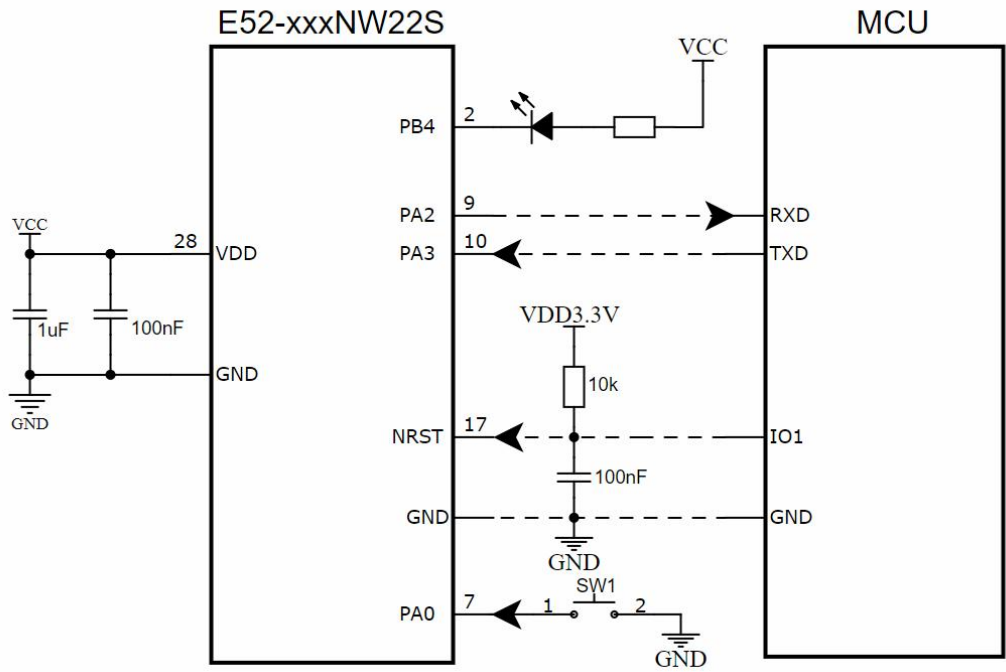 E52-xxxNW22S
MCU
VCC
PB4
2
PA2
9
RXD
PA3
10
TXD
VCC
28
VDD
1uF
100nF
GND
GND
VDD3.3V
10k
NRST
17
IO1
100nF
GND
GND
GND
SW1
PA0
7
1
2
GND